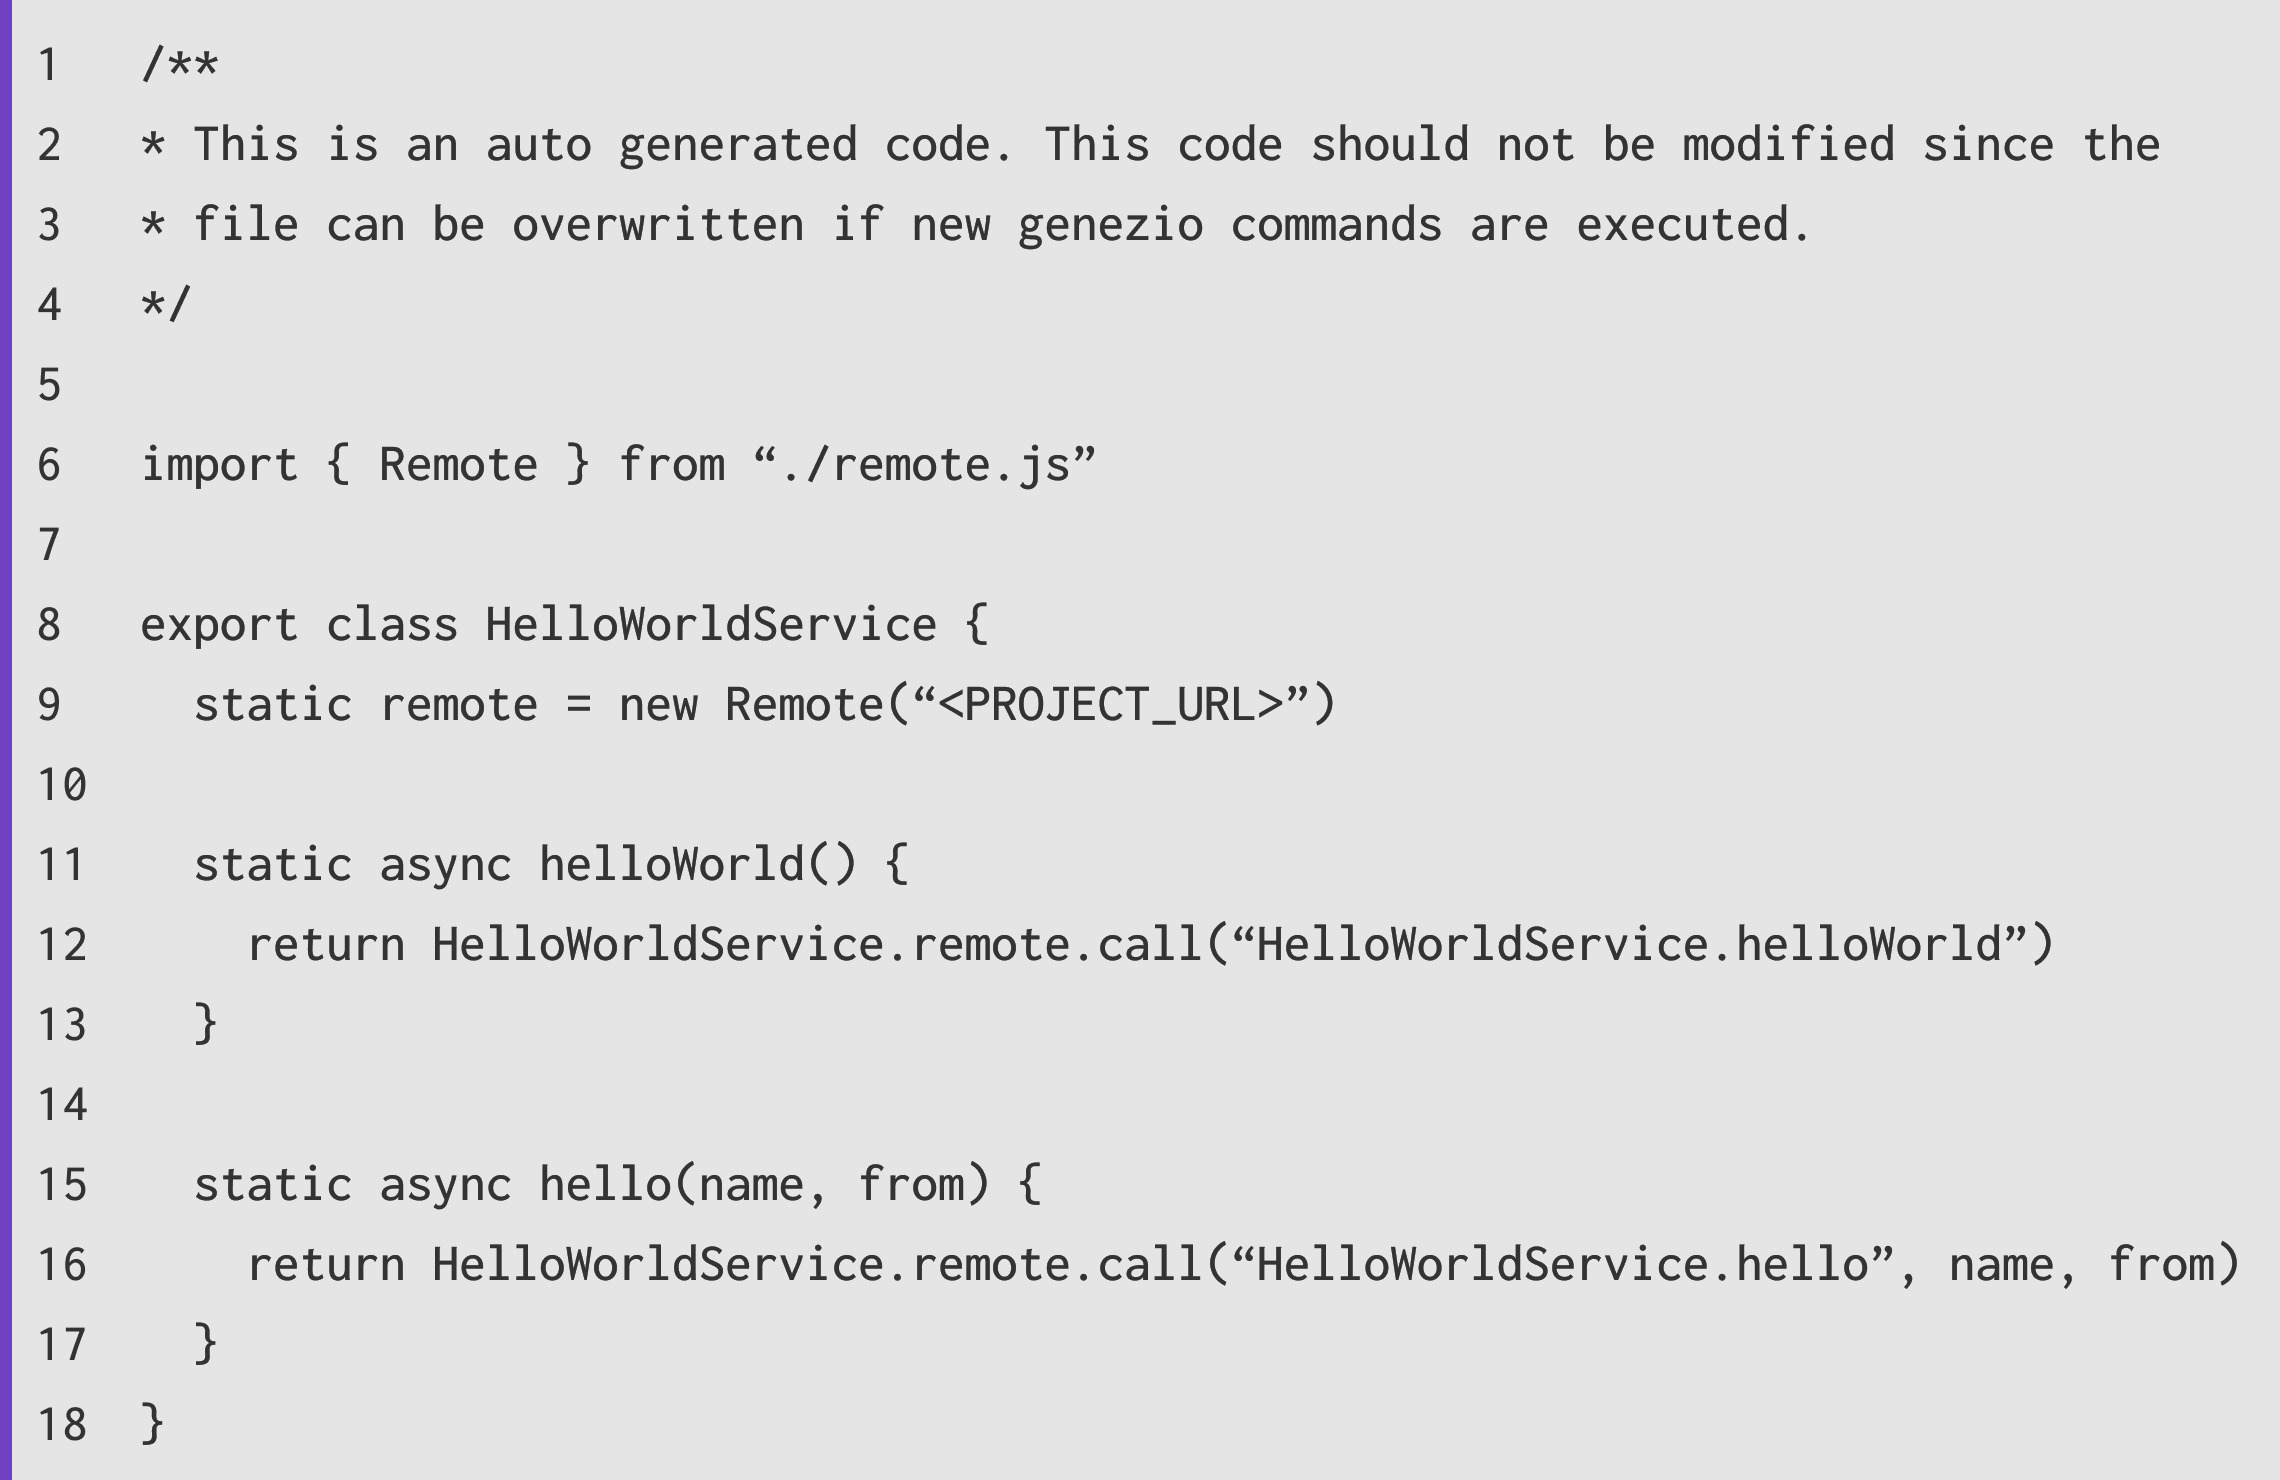 1 /**
2 * This is an auto generated code. This code should not be modified since the
3 * file can be overwritten if new genezio commands are executed.
4 */
5
6 import { Remote } from “./remote.js”
7
8 export class HelloWorldService {
9   static remote = new Remote(“<PROJECT_URL>”)
10
11   static async helloWorld() {
12     return HelloWorldService.remote.call(“HelloWorldService.helloWorld”)
13   }
14
15   static async hello(name, from) {
16     return HelloWorldService.remote.call(“HelloWorldService.hello”, name, from)
17   }
18 }